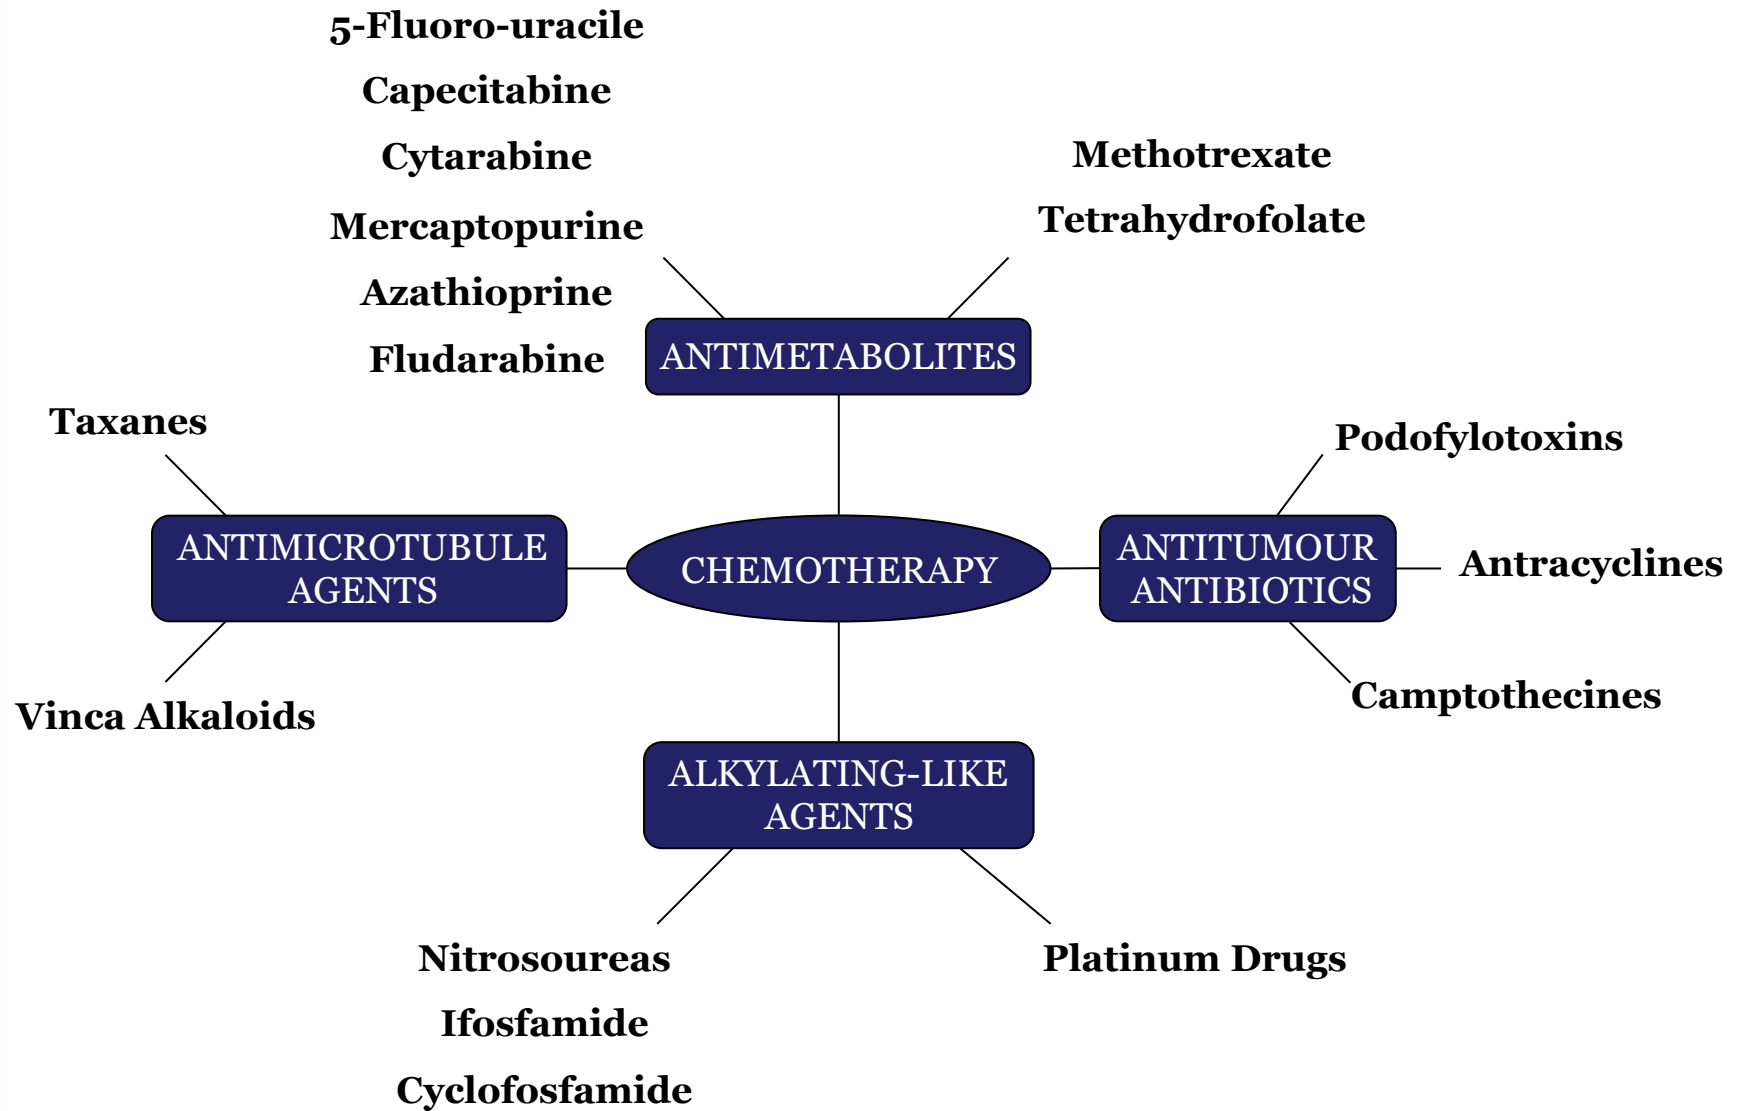 5-Fluoro-uracile
Capecitabine
Cytarabine
Mercaptopurine
Azathioprine
Fludarabine
Methotrexate
Tetrahydrofolate
ANTIMETABOLITES
Taxanes
ANTIMICROTUBULE
AGENTS
Vinca Alkaloids
CHEMOTHERAPY
Podofylotoxins
ANTITUMOUR
ANTIBIOTICS
Antracyclines
Camptothecines
ALKYLATING-LIKE
AGENTS
Nitrosoureas
Ifosfamide
Cyclofosfamide
Platinum Drugs